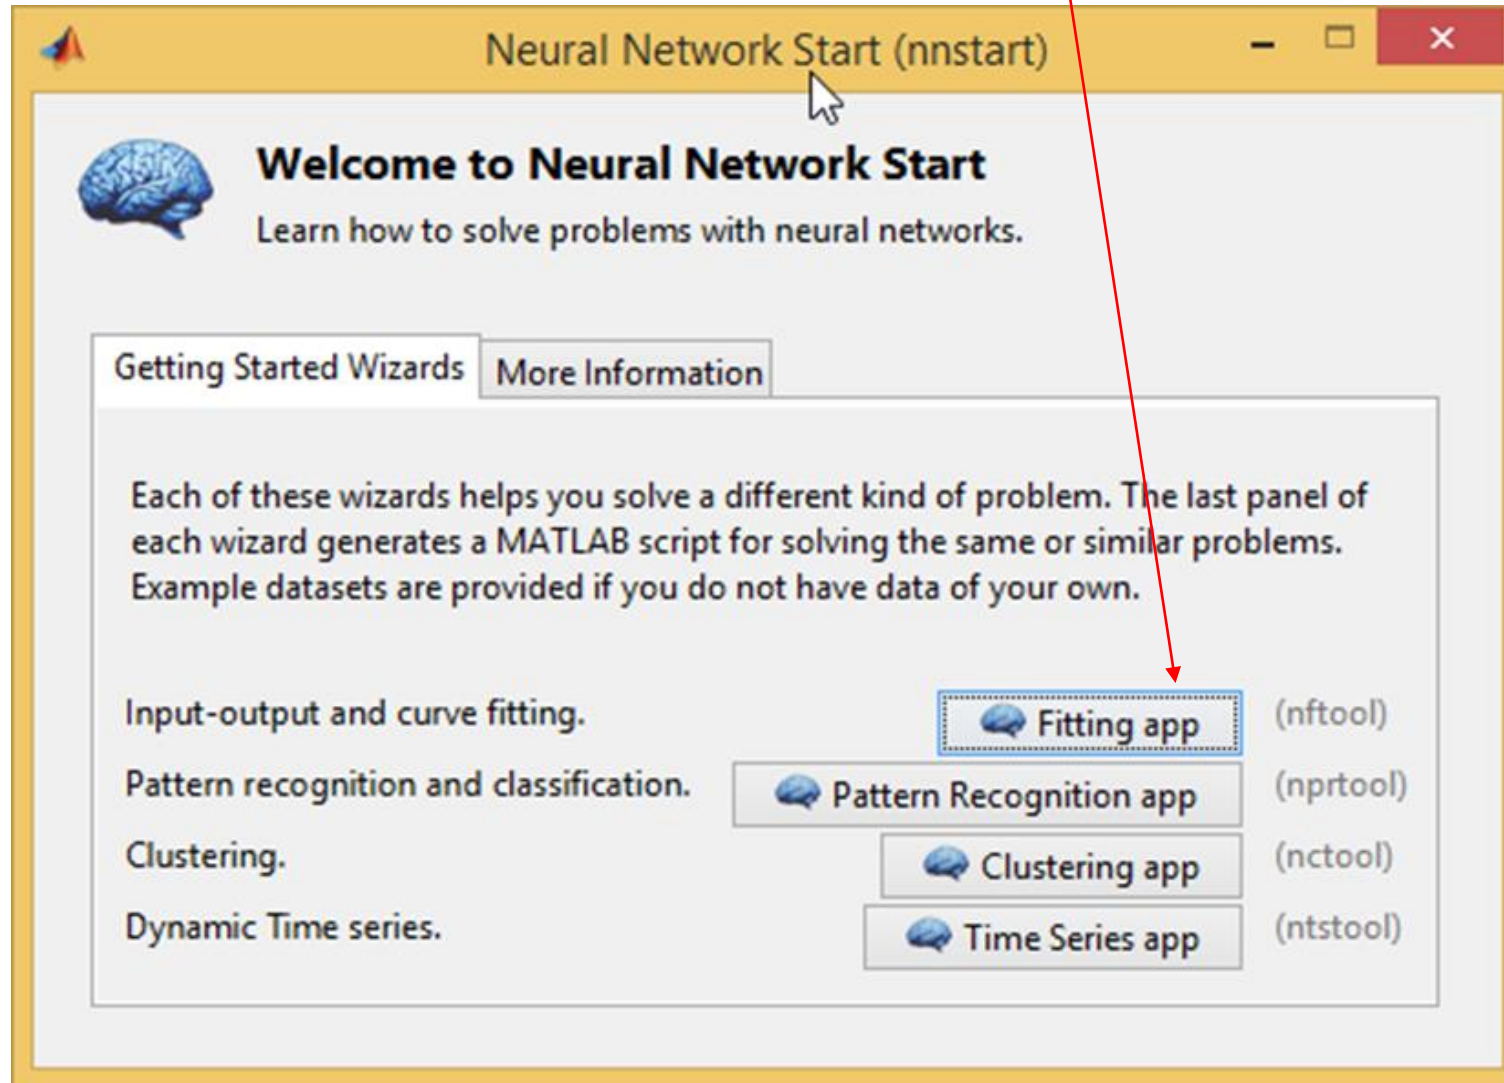 Neural Network Start (nnstart)
Welcome to Neural Network Start
Learn how to solve problems with neural networks.
Getting Started Wizards
More Information
Each of these wizards helps you solve a different kind of problem. The last panel of
each wizard generates a MATLAB script for solving the same or similar problems.
Example datasets are provided if you do not have data of your own.
Input-output and curve fitting. Fitting app (nftool)
Pattern recognition and classification. Pattern Recognition app (nprtool)
Clustering. Clustering app (nctool)
Dynamic Time series. Time Series app (ntstool)